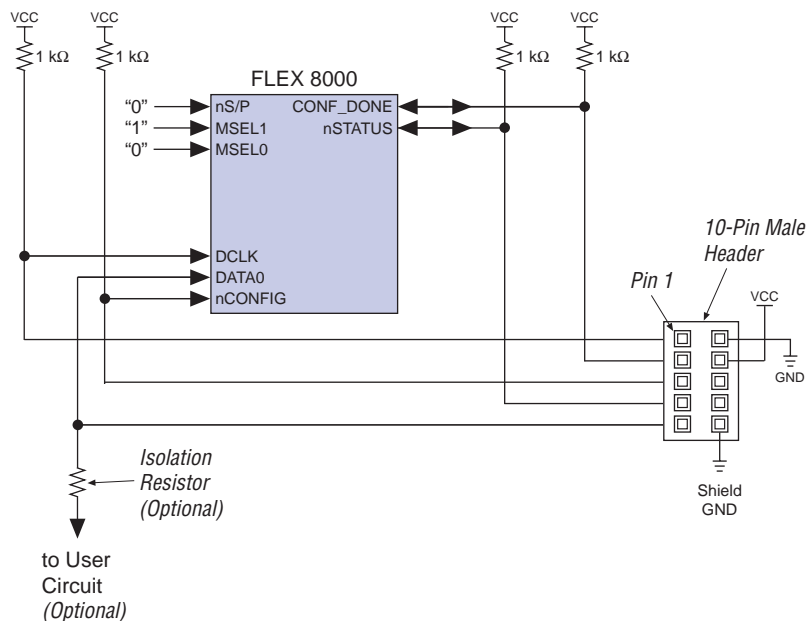 VCC
VCC
VCC
VCC
1 kΩ
1 kΩ
1 kΩ
1 kΩ
FLEX 8000
"0"
nS/P
CONF_DONE
"1"
MSEL1
nSTATUS
"0"
MSEL0
DCLK
DATA0
nCONFIG
10-Pin Male
Header
Pin 1
VCC
GND
Isolation
Resistor
(Optional)
Shield
GND
to User
Circuit
(Optional)